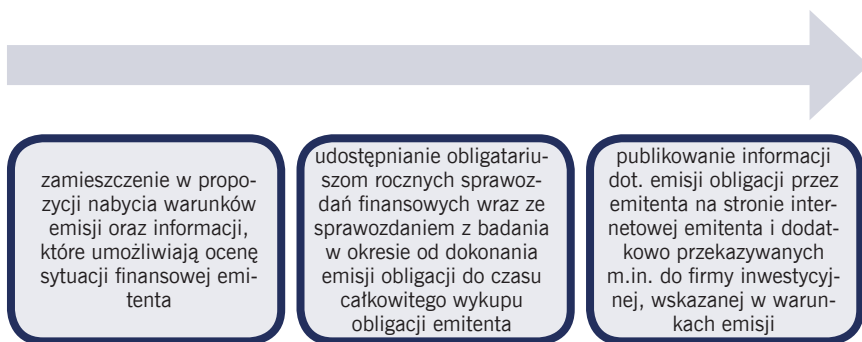 zamieszczenie w propo-
zycji nabycia warunków
emisji oraz informacji,
które umożliwiają ocenę
sytuacji finansowej emi-
tenta
udostępnianie obligatariu-
szom rocznych sprawoz-
dań finansowych wraz ze
sprawozdaniem z badania
w okresie od dokonania
emisji obligacji do czasu
całkowitego wykupu
obligacji emitenta
publikowanie informacji
dot. emisji obligacji przez
emitenta na stronie inter-
netowej emitenta i dodat-
kowo przekazywanych
m.in. do firmy inwestycyj-
nej, wskazanej w warun-
kach emisji